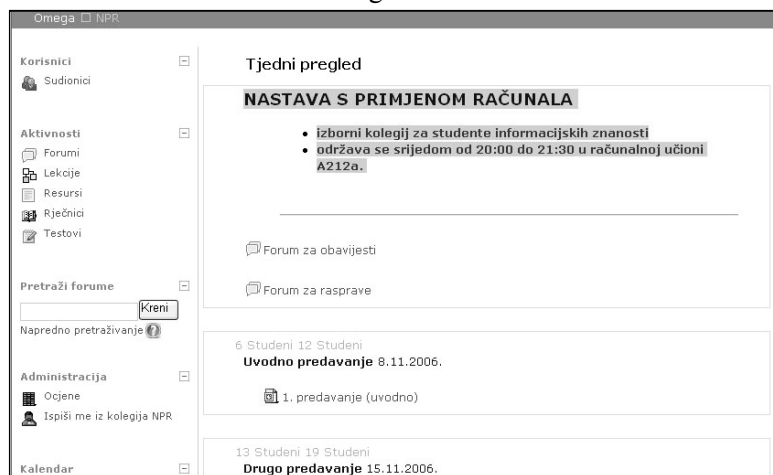 Omega □ NPR
Korisnici
Sudionici
Aktivnosti
Forumi
Lekcije
Resursi
Rječnici
Testovi
Pretraži forume
Kreni
Napredno pretraživanje
Administracija
Ocjene
Ispiši me iz kolegija NPR
Kalendar
Tjedni pregled
NASTAVA S PRIMJENOM RAČUNALA
• izborni kolegij za studente informacijskih znanosti
• održava se srijedom od 20:00 do 21:30 u računalnoj učioni
A212a.
Forum za obavijesti
Forum za rasprave
6 Studeni 12 Studeni
Uvodno predavanje 8.11.2006.
1. predavanje (uvodno)
13 Studeni 19 Studeni
Drugo predavanje 15.11.2006.